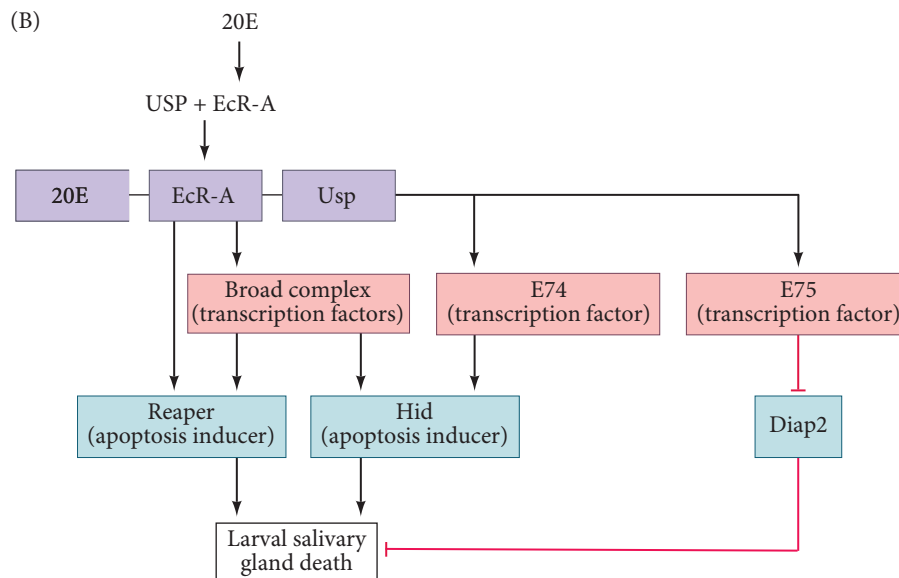 (B)
20E
USP + EcR-A
20E
EcR-A
Usp
Broad complex
(transcription factors)
E74
(transcription factor)
E75
(transcription factor)
Reaper
(apoptosis inducer)
Hid
(apoptosis inducer)
Diap2
Larval salivary
gland death